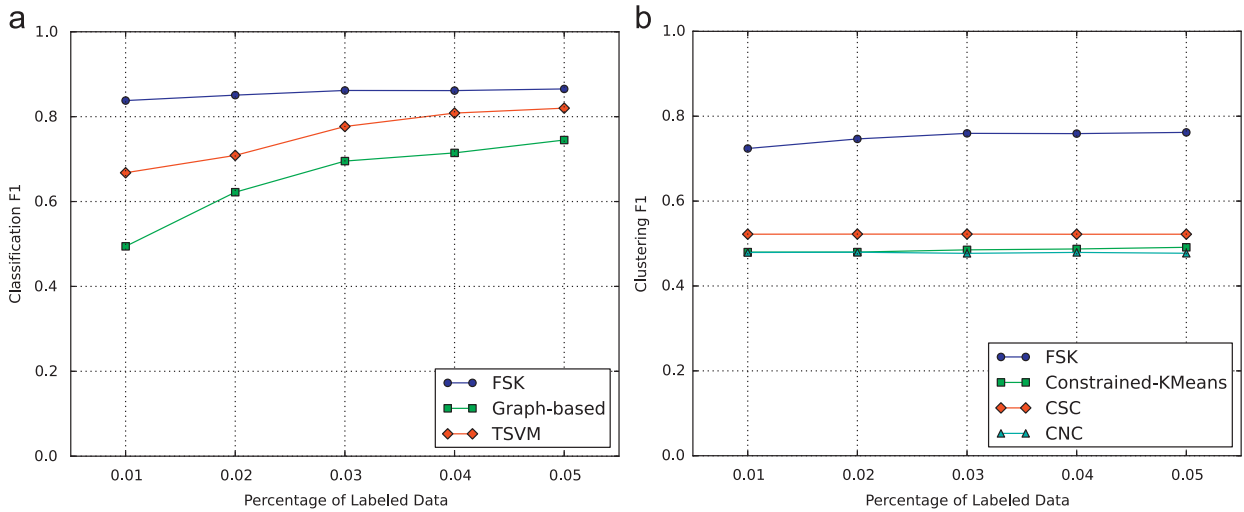 a
1.0
0.8
0.6
0.4
0.2
0.0
Classification F1
0.01 0.02 0.03 0.04 0.05
Percentage of Labeled Data
FSK
Graph-based
TSVM
b
1.0
0.8
0.6
0.4
0.2
0.0
Clustering F1
0.01 0.02 0.03 0.04 0.05
Percentage of Labeled Data
FSK
Constrained-KMeans
CSC
CNC